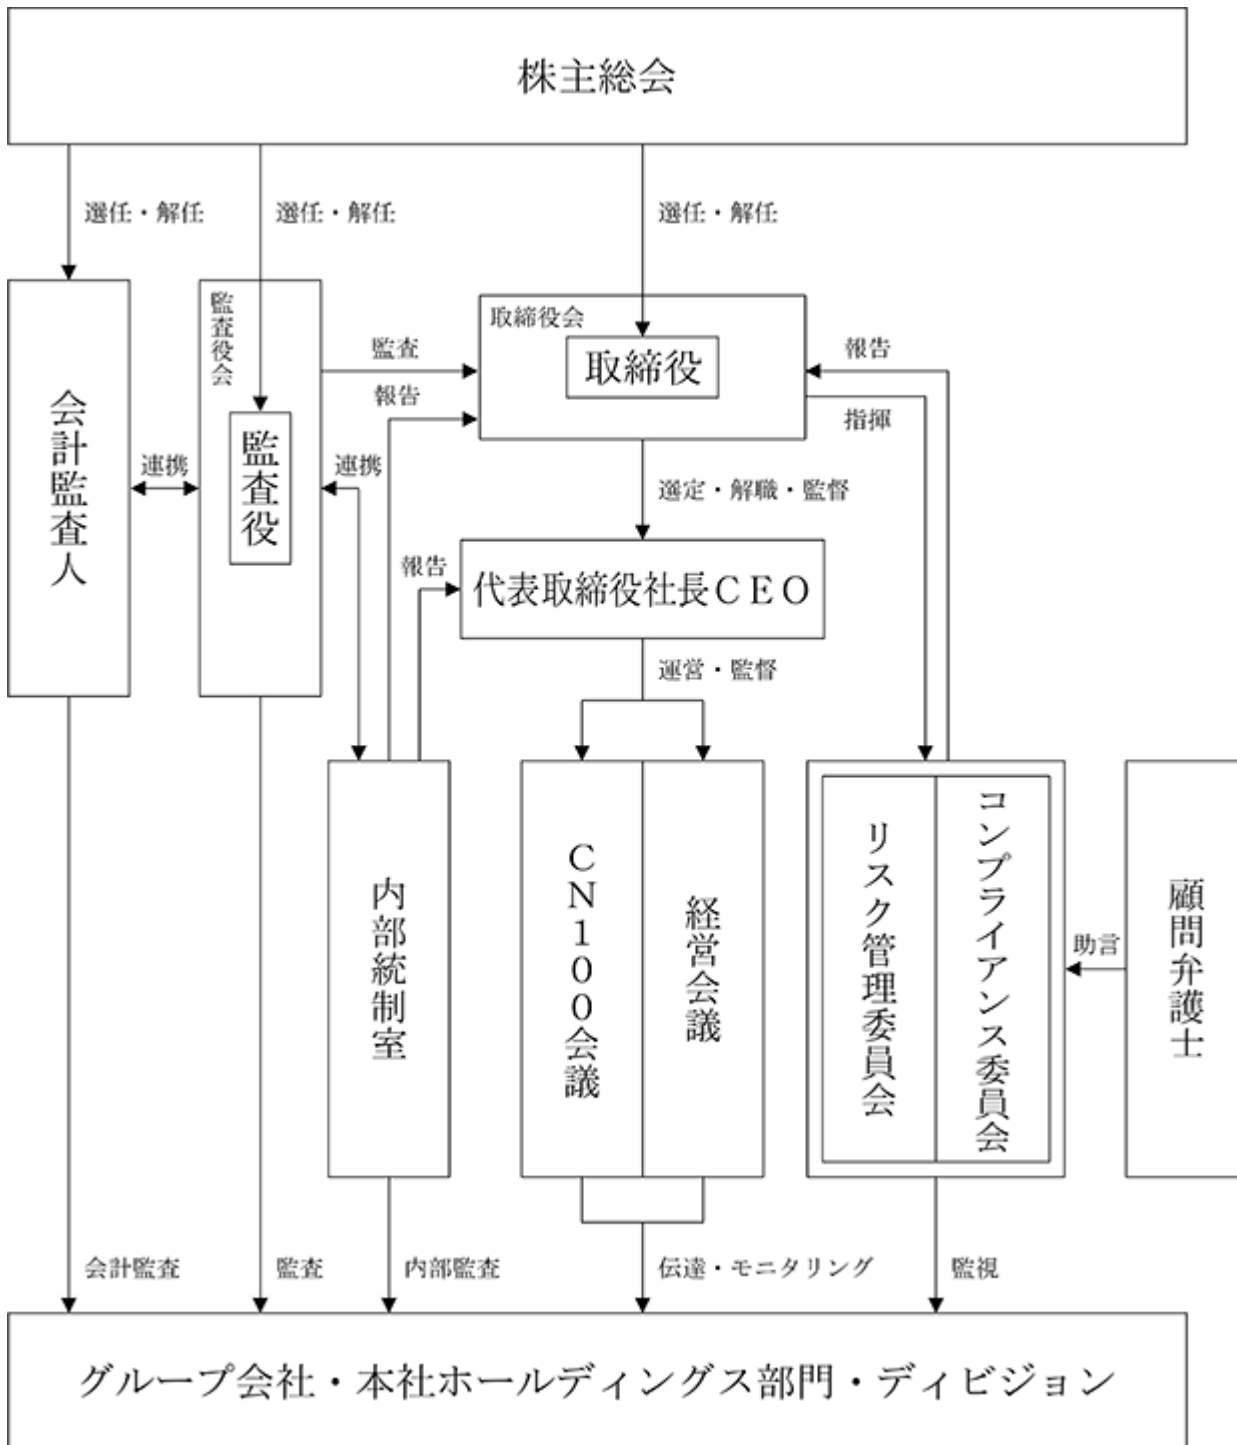 株主総会
選任・解任
選任・解任
選任・解任
監査役会
取締役会
取締役
監査
報告
報告
指揮
会計監査人
連携
監査役
連携
選定・解職・監督
報告
代表取締役社長CEO
運営・監督
内部統制室
CN100会議
経営会議
リスク管理委員会
コンプライアンス委員会
助言
顧問弁護士
会計監査
監査
内部監査
伝達・モニタリング
監視
グループ会社・本社ホールディングス部門・ディビジョン